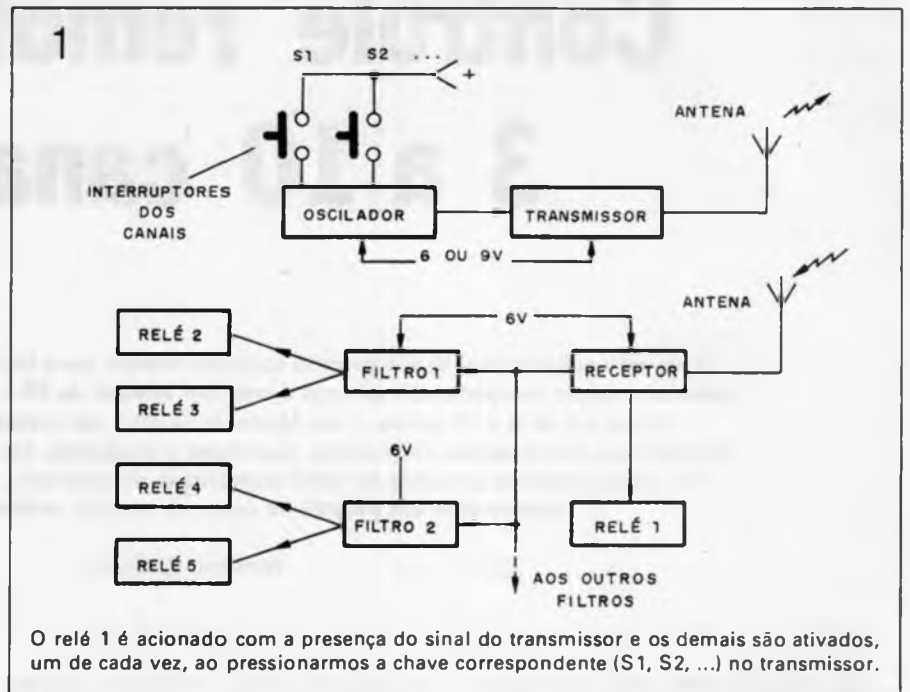 1
S1 S2 ... +
ANTENA
INTERRUPTORES
DOS
CANAIS
OSCILADOR
TRANSMISSOR
6 OU 9V
ANTENA
6V
RELÉ 2
FILTRO 1
RECEPTOR
RELÉ 3
6V
RELÉ 4
FILTRO 2
RELÉ 1
RELÉ 5
AOS OUTROS
FILTROS
O relé 1 é acionado com a presença do sinal do transmissor e os demais são ativados,
um de cada vez, ao pressionarmos a chave correspondente (S1, S2, ...) no transmissor.